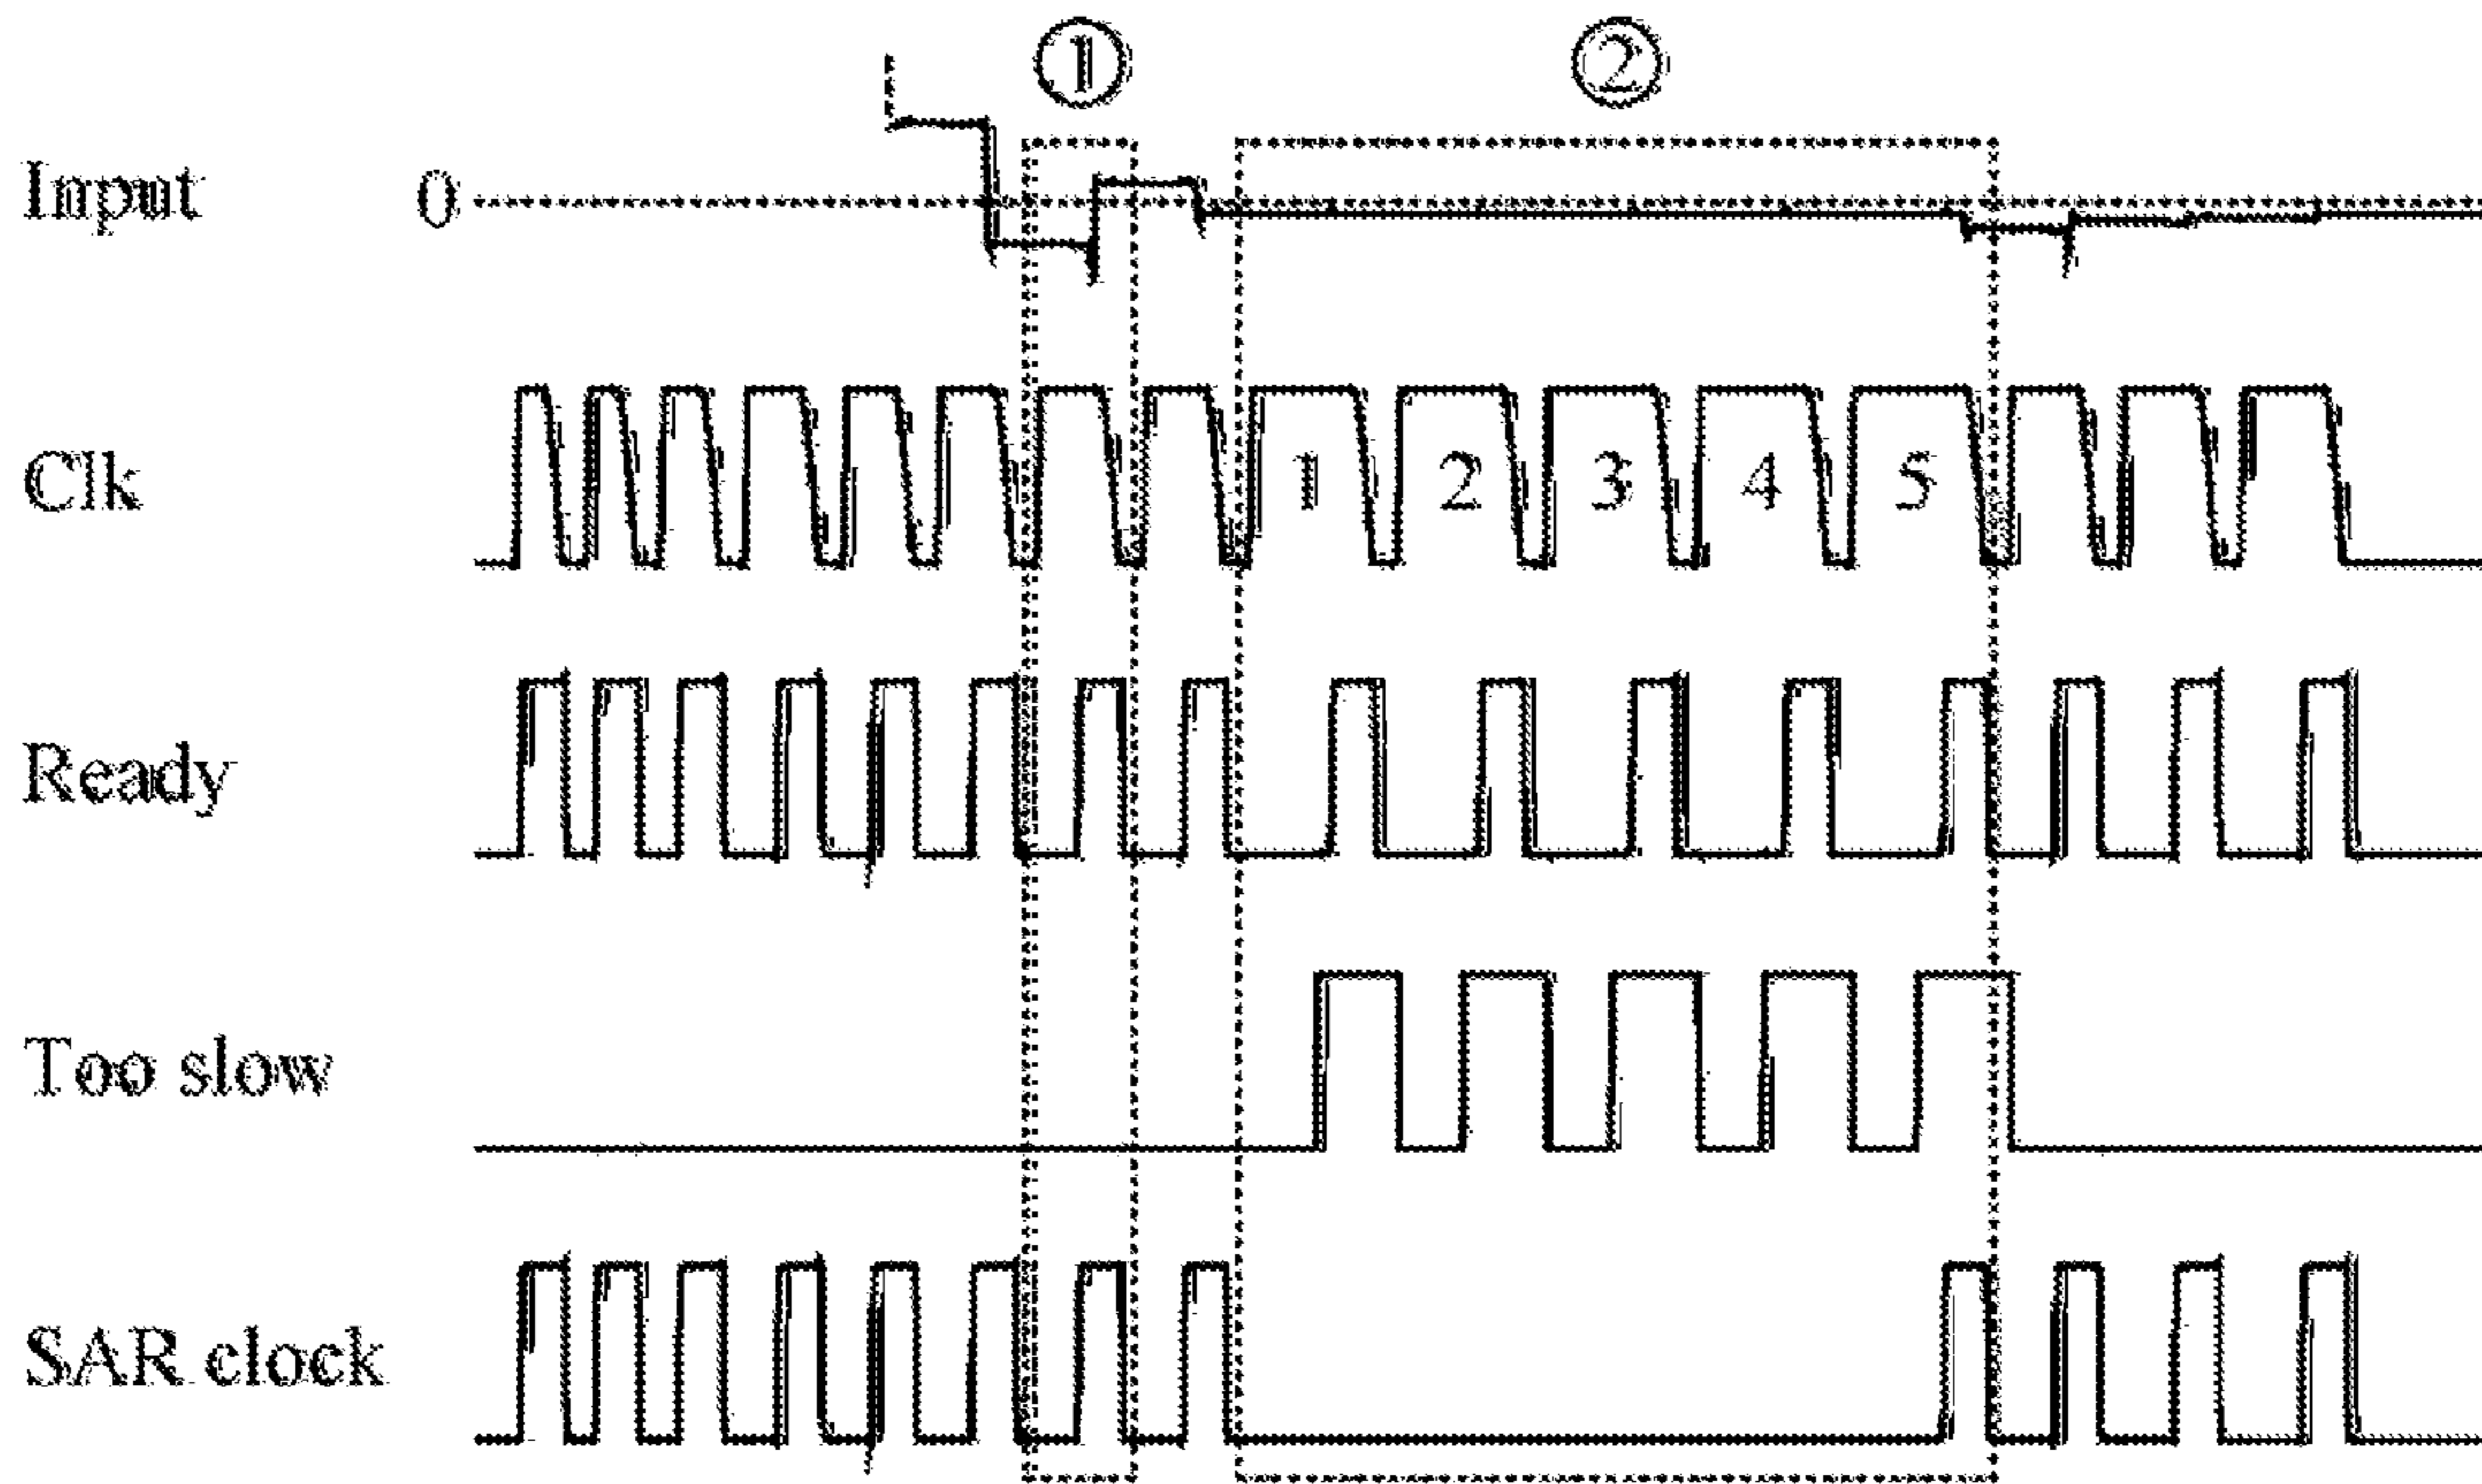 ① ②
Input 0
Clk 1 2 3 4 5
Ready
Too slow
SAR clock